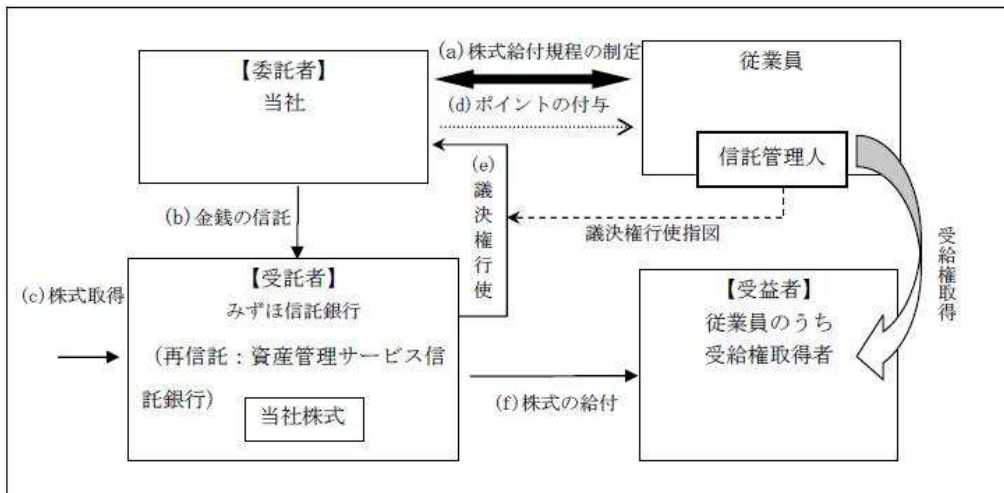 (a)株式給付規程の制定
【委託者】
当社
従業員
(d)ポイントの付与
信託管理人
(e)議決権行使
(b)金銭の信託
議決権行使指図
受給権取得
(c)株式取得
【受託者】
みずほ信託銀行
(再信託：資産管理サービス信
託銀行)
当社株式
【受益者】
従業員のうち
受給権取得者
(f)株式の給付